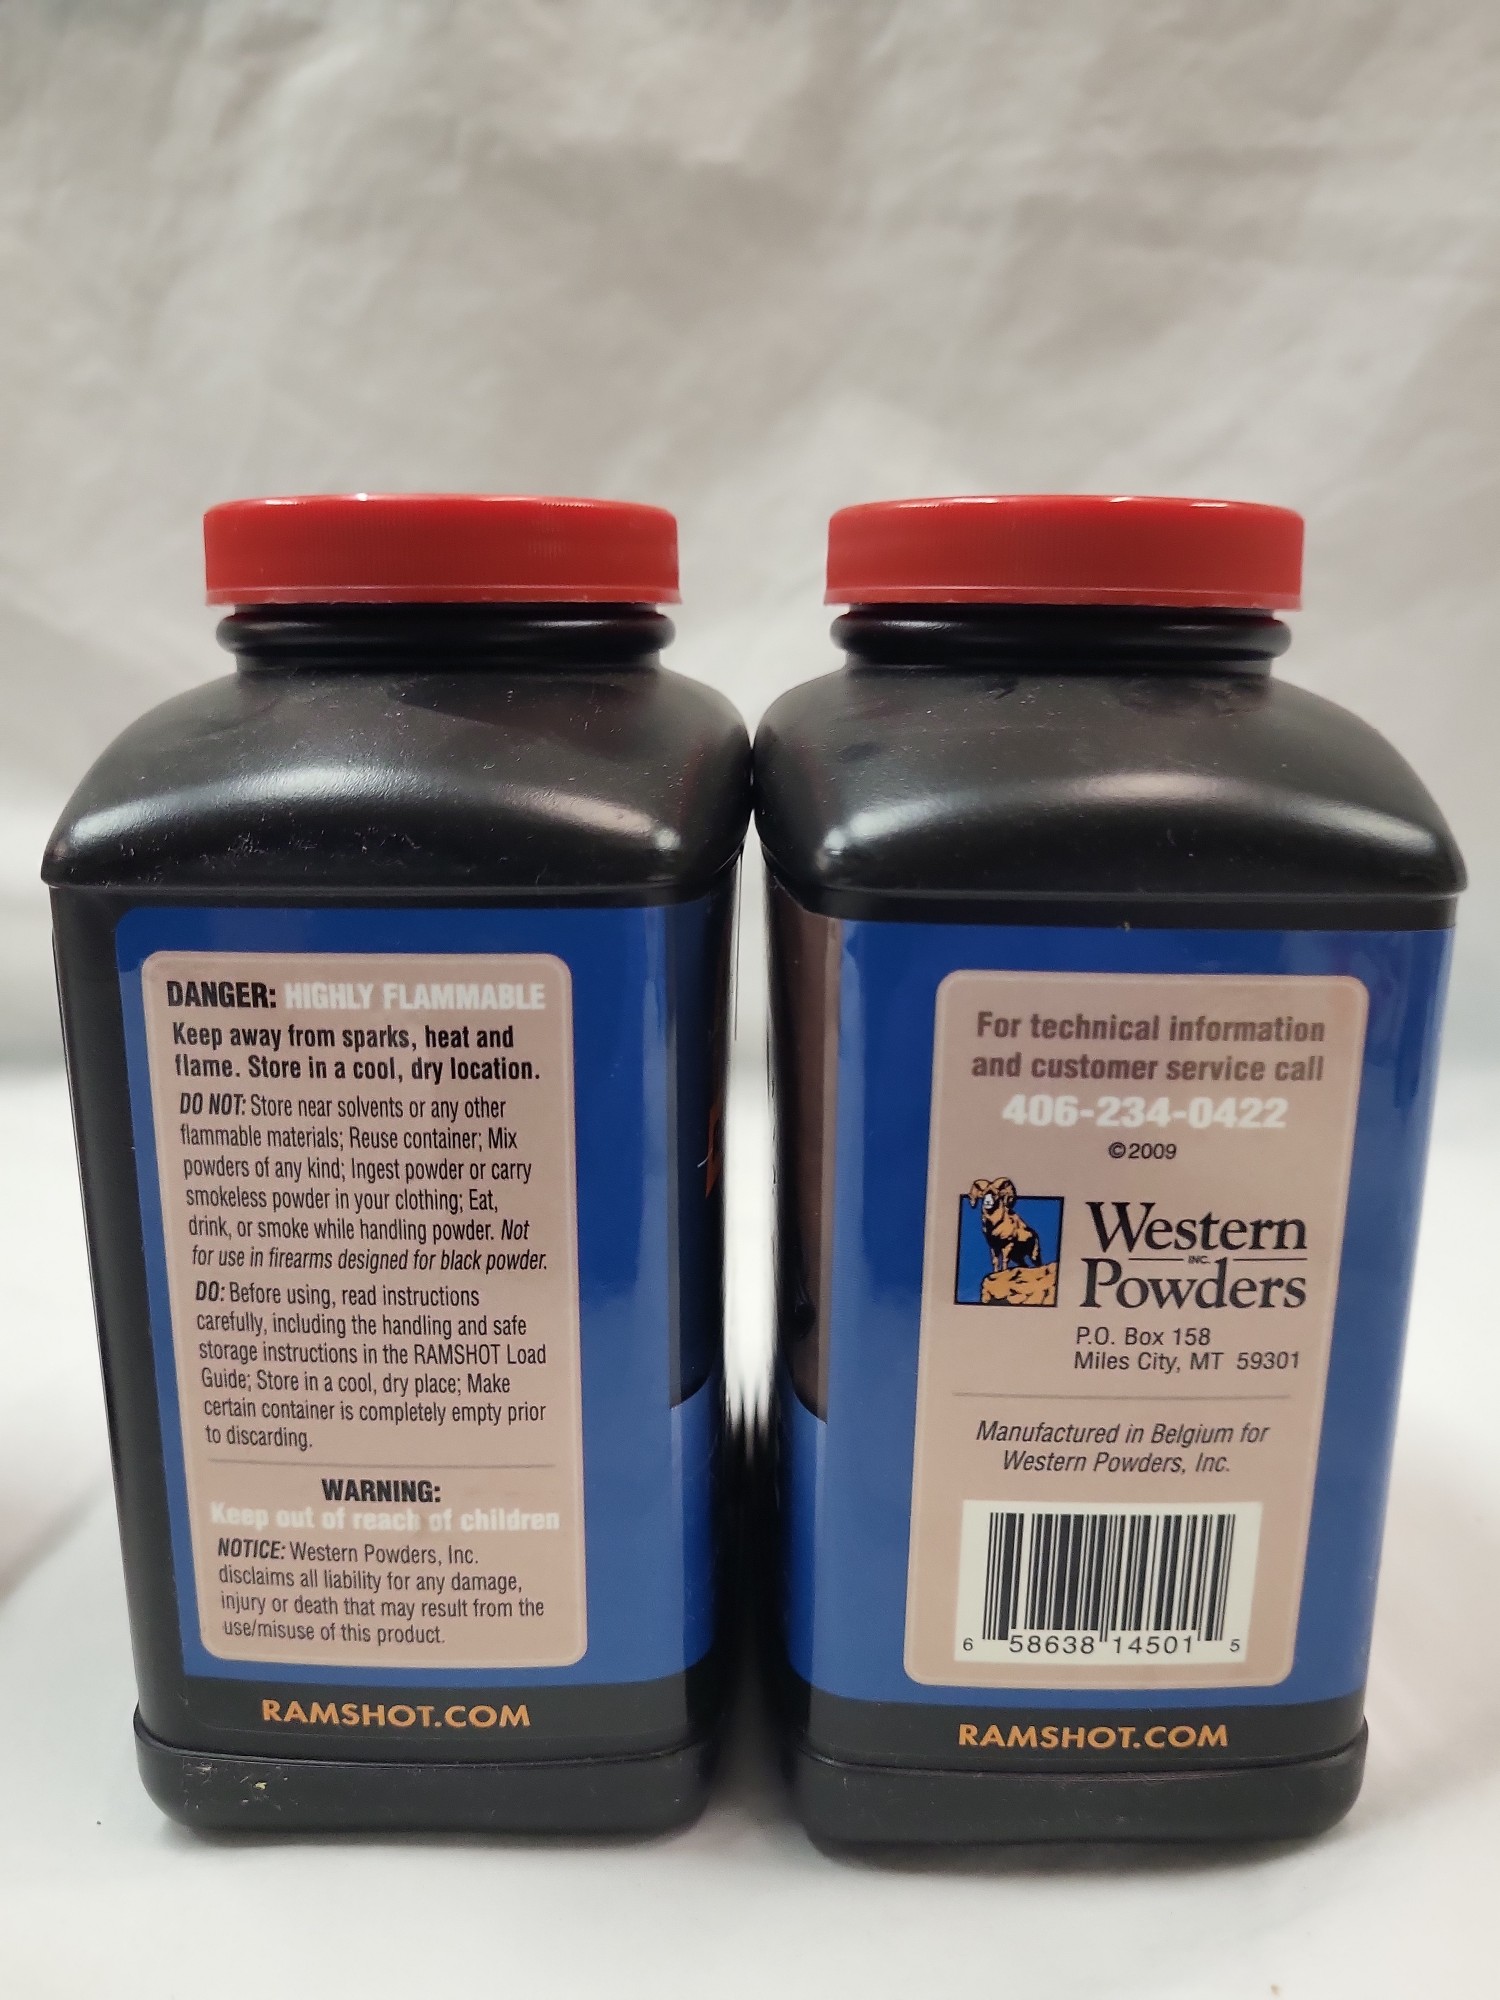 DANGER: HIGHLY FLAMMABLE
Keep away from sparks, heat and
flame. Store in a cool, dry location.
DO NOT: Store near solvents or any other
flammable materials; Reuse container; Mix
powders of any kind; Ingest powder or carry
smokeless powder in your clothing; Eat,
drink, or smoke while handling powder. Not
for use in firearms designed for black powder.
DO: Before using, read instructions
carefully, including the handling and safe
storage instructions in the RAMSHOT Load
Guide; Store in a cool, dry place; Make
certain container is completely empty prior
to discarding.
WARNING:
Keep out of reach of children
NOTICE: Western Powders, Inc.
disclaims all liability for any damage,
injury or death that may result from the
use/misuse of this product.
RAMSHOT.COM
For technical information
and customer service call
406-234-0422
©2009
Western
INC.
Powders
P.O. Box 158
Miles City, MT 59301
Manufactured in Belgium for
Western Powders, Inc.
6 58638 14501 5
RAMSHOT.COM